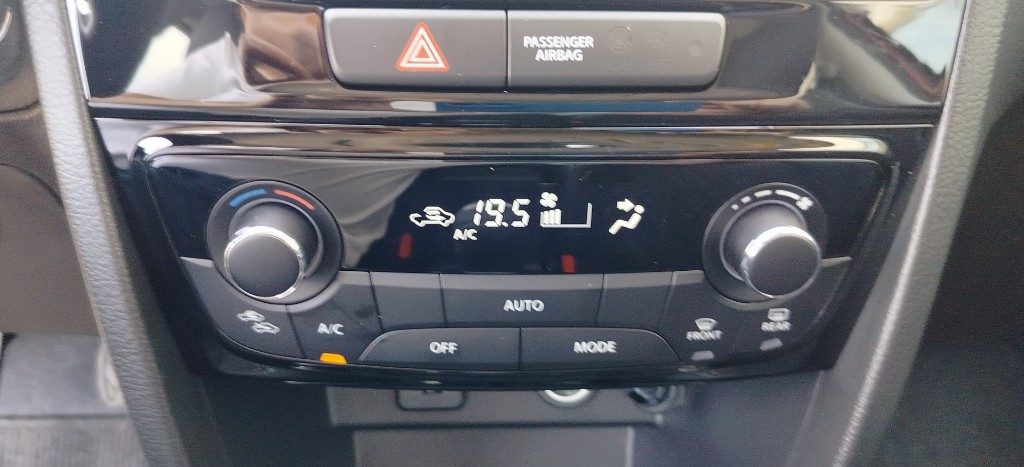 PASSENGER
AIRBAG
19.5
A/C
AUTO
A/C
OFF
MODE
FRONT
REAR